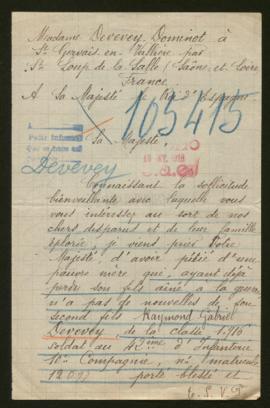 Madame Devevey Dominot à
St Gervais en Vallière par
St Loup de la Salle (Saône et Loire
France
A Sa Majesté Roi d'Espagne.
105415
Sa Majesté,
Devevey
Connaissant la sollicitude
bienveillante avec laquelle vous
vous intéressez au sort de nos
chers disparus et de leur famille
éplorée, je viens prier Votre
Majesté, d'avoir pitié d'une
pauvre mère qui, ayant déjà
perdu son fils aîné à la guerre
n'a pas de nouvelles de son
second fils Raymond Gabriel
Devevey, de la classe 1916
soldat au 42ème d'Infanterie
Compagnie, no matricule
porté blessé et
T. S. V. P.